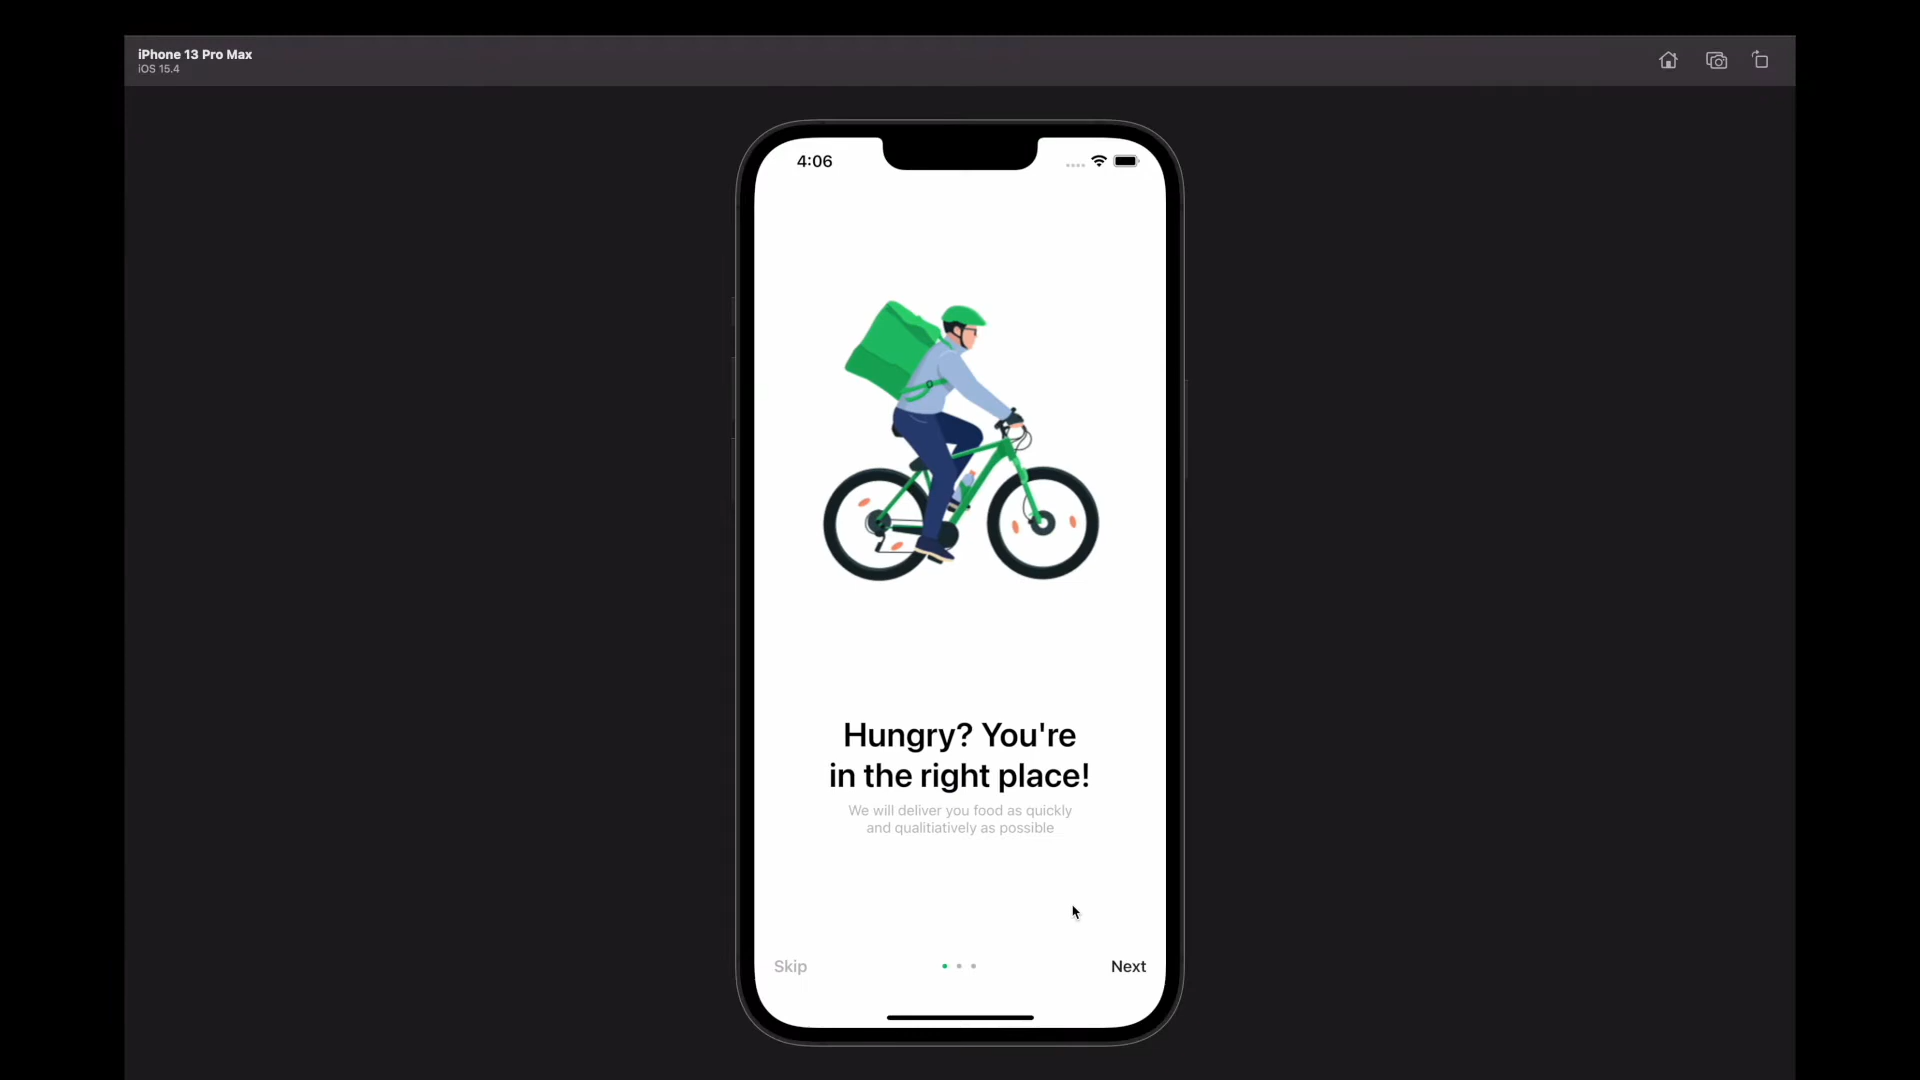 iPhone 13 Pro Max
iOS 15.4
4:06
Hungry? You're
in the right place!
We will deliver you food as quickly
and qualitiatively as possible
Skip
Next